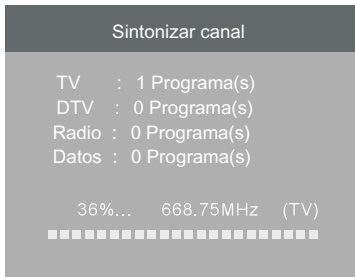 Sintonizar canal
TV : 1 Programa(s)
DTV : 0 Programa(s)
Radio : 0 Programa(s)
Datos : 0 Programa(s)
36%... 668.75MHz (TV)